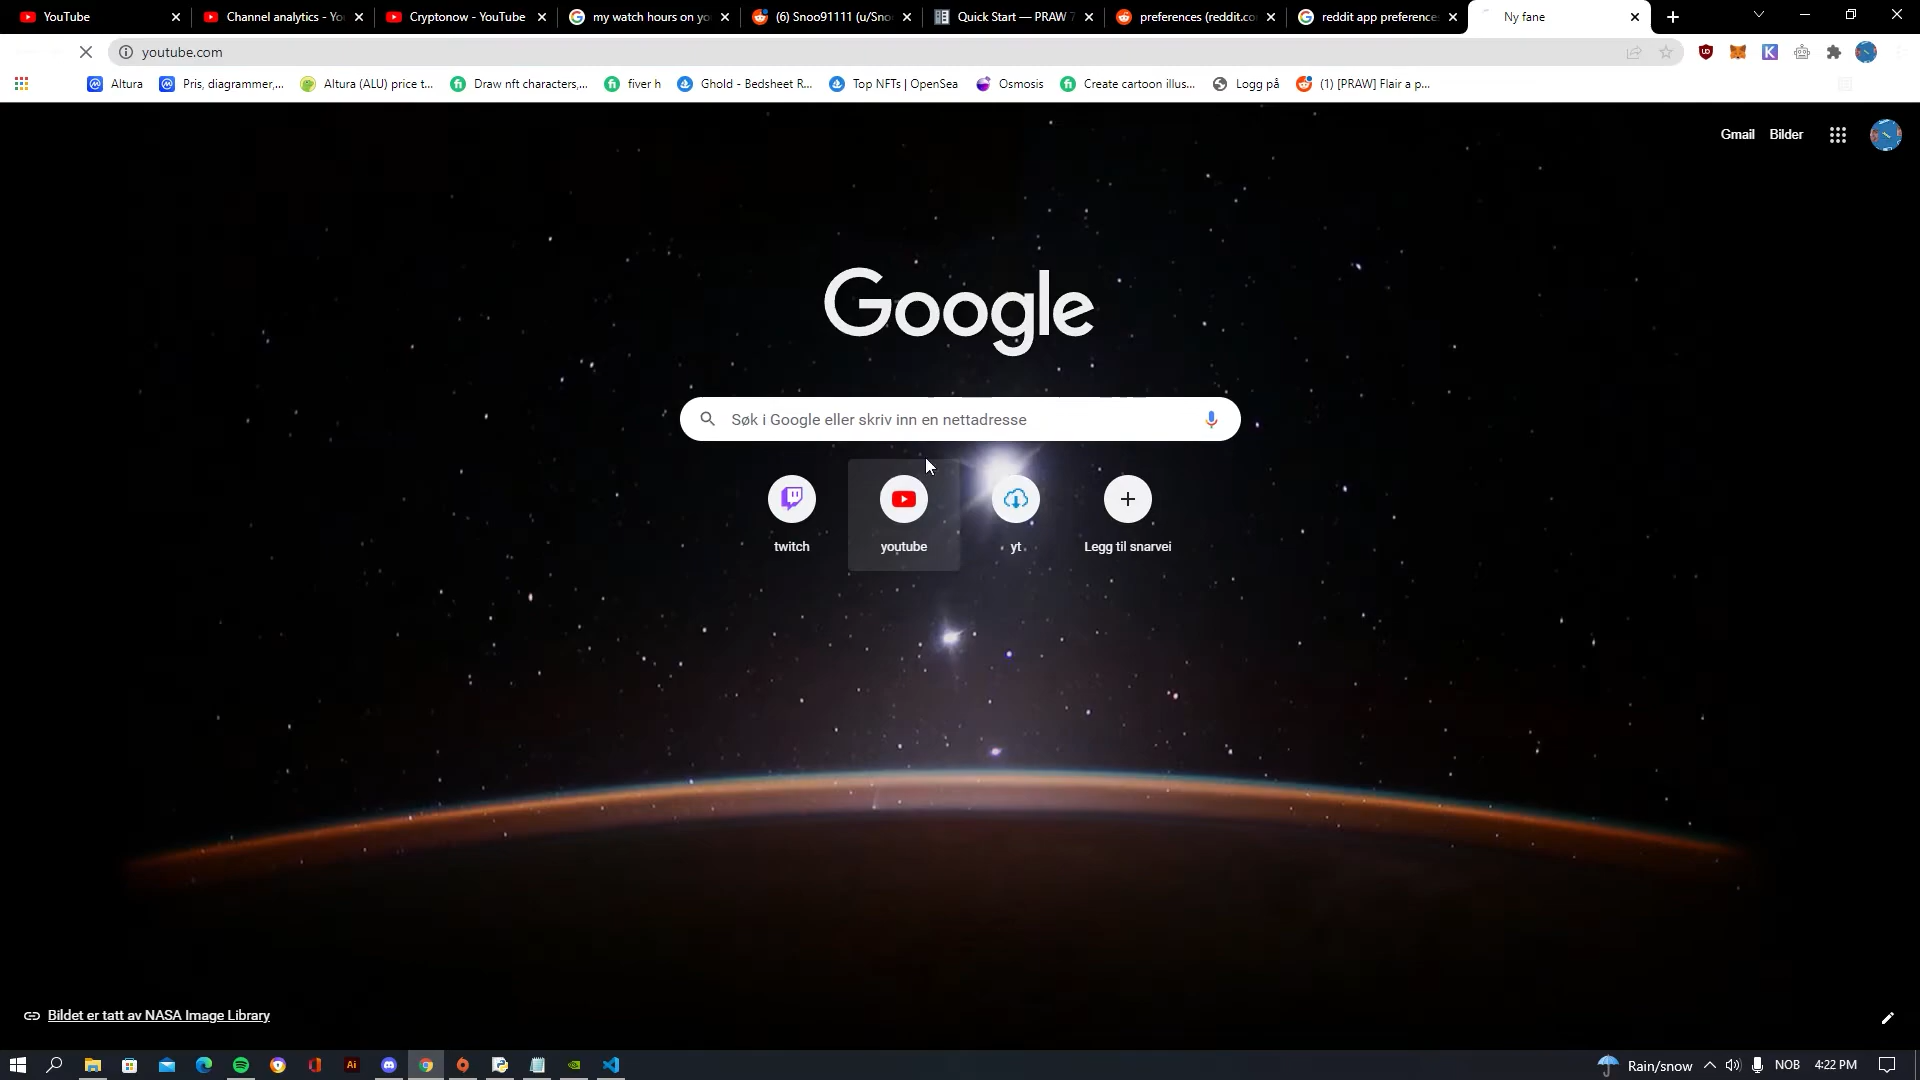 YouTube
Channel analytics - Yo
Cryptonow - YouTube
my watch hours on yo
(6) Snoo91111 (u/Sno
Quick Start — PRAW 7
preferences (reddit.co
reddit app preference
Ny fane
youtube.com
Altura
Pris, diagrammer,...
Altura (ALU) price t...
Draw nft characters,...
fiver h
Ghold - Bedsheet R...
Top NFTs | OpenSea
Osmosis
Create cartoon illus...
Logg på
(1) [PRAW] Flair a p...
Gmail Bilder
Google
Søk i Google eller skriv inn en nettadresse
twitch
youtube
yt
Legg til snarvei
Bildet er tatt av NASA Image Library
Ai
Rain/snow
NOB
4:22 PM